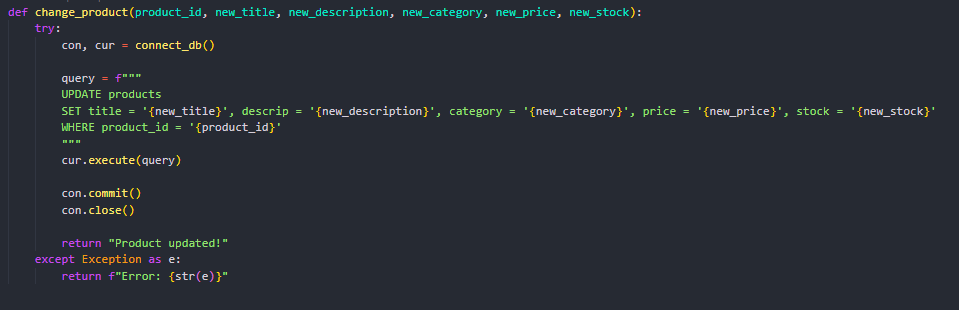 def change_product(product_id, new_title, new_description, new_category, new_price, new_stock):
    try:
        con, cur = connect_db()

        query = f"""
        UPDATE products
        SET title = '{new_title}', descrip = '{new_description}', category = '{new_category}', price = '{new_price}', stock = '{new_stock}'
        WHERE product_id = '{product_id}'
        """
        cur.execute(query)

        con.commit()
        con.close()

        return "Product updated!"
    except Exception as e:
        return f"Error: {str(e)}"